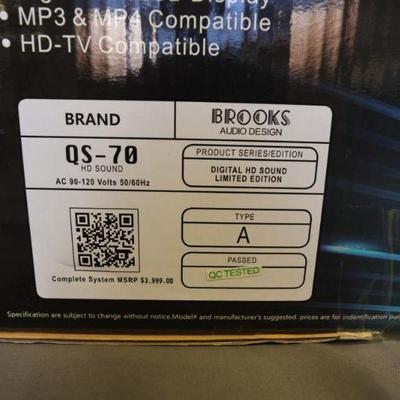 • MP3 & MP4 Compatible
• HD-TV Compatible
BRAND
BROOKS
AUDIO DESIGN
QS-70
HD SOUND
AC 90-120 Volts 50/60Hz
PRODUCT SERIES/EDITION
DIGITAL HD SOUND
LIMITED EDITION
TYPE
A
PASSED
QC TESTED
Complete System MSRP $3,999.00
Specification are subject to change without notice.Model# and manufacturer's suggested. prices are for indentification